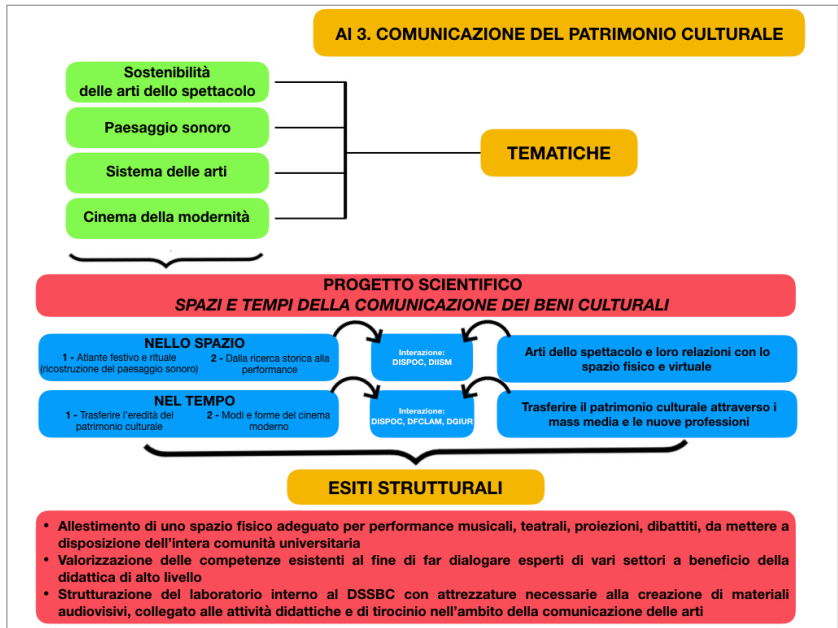 AI 3. COMUNICAZIONE DEL PATRIMONIO CULTURALE
Sostenibilità
delle arti dello spettacolo
Paesaggio sonoro
Sistema delle arti
Cinema della modernità
TEMATICHE
PROGETTO SCIENTIFICO
SPAZI E TEMPI DELLA COMUNICAZIONE DEI BENI CULTURALI
NELLO SPAZIO
1 - Atlante festivo e rituale
(ricostruzione del paesaggio sonoro)
2 - Dalla ricerca storica alla
performance
Interazione:
DISPOC, DIISM
Arti dello spettacolo e loro relazioni con lo
spazio fisico e virtuale
NEL TEMPO
1 - Trasferire l'eredità del
patrimonio culturale
2 - Modi e forme del cinema
moderno
Interazione:
DISPOC, DFCLAM, DGIUR
Trasferire il patrimonio culturale attraverso i
mass media e le nuove professioni
ESITI STRUTTURALI
• Allestimento di uno spazio fisico adeguato per performance musicali, teatrali, proiezioni, dibattiti, da mettere a
disposizione dell'intera comunità universitaria
• Valorizzazione delle competenze esistenti al fine di far dialogare esperti di vari settori a beneficio della
didattica di alto livello
• Strutturazione del laboratorio interno al DSSBC con attrezzature necessarie alla creazione di materiali
audiovisivi, collegato alle attività didattiche e di tirocinio nell'ambito della comunicazione delle arti